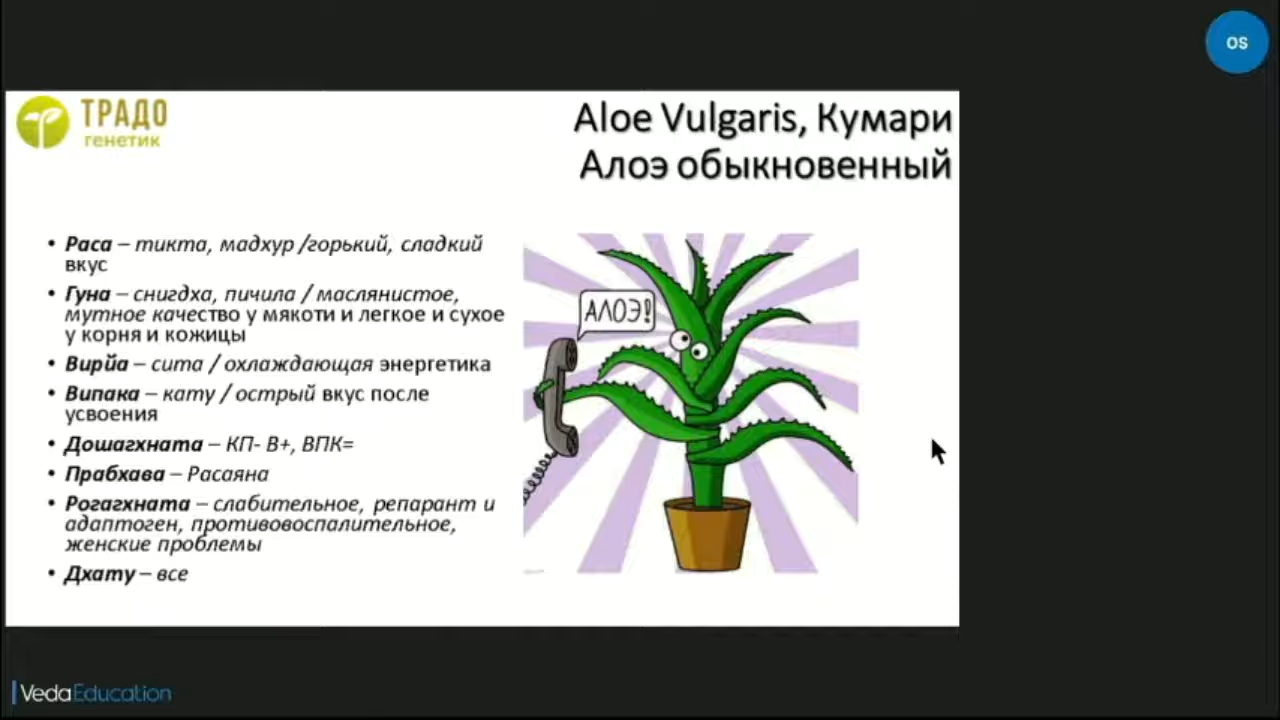 OS
ТРАДО
генетик
Aloe Vulgaris, Кумари
Алоэ обыкновенный
• Раса – тикта, мадхур /горький, сладкий
вкус
• Гуна – снигдха, пичила / маслянистое,
мутное качество у мякоти и легкое и сухое
у корня и кожицы
• Вирйа – сита / охлаждающая энергетика
• Випака – кату / острый вкус после
усвоения
• Дошагхната – КП- В+, ВПК=
• Прабхава – Расаяна
• Рогагхната – слабительное, репарант и
адаптоген, противовоспалительное,
женские проблемы
• Дхату – все
АЛОЭ!
VedaEducation